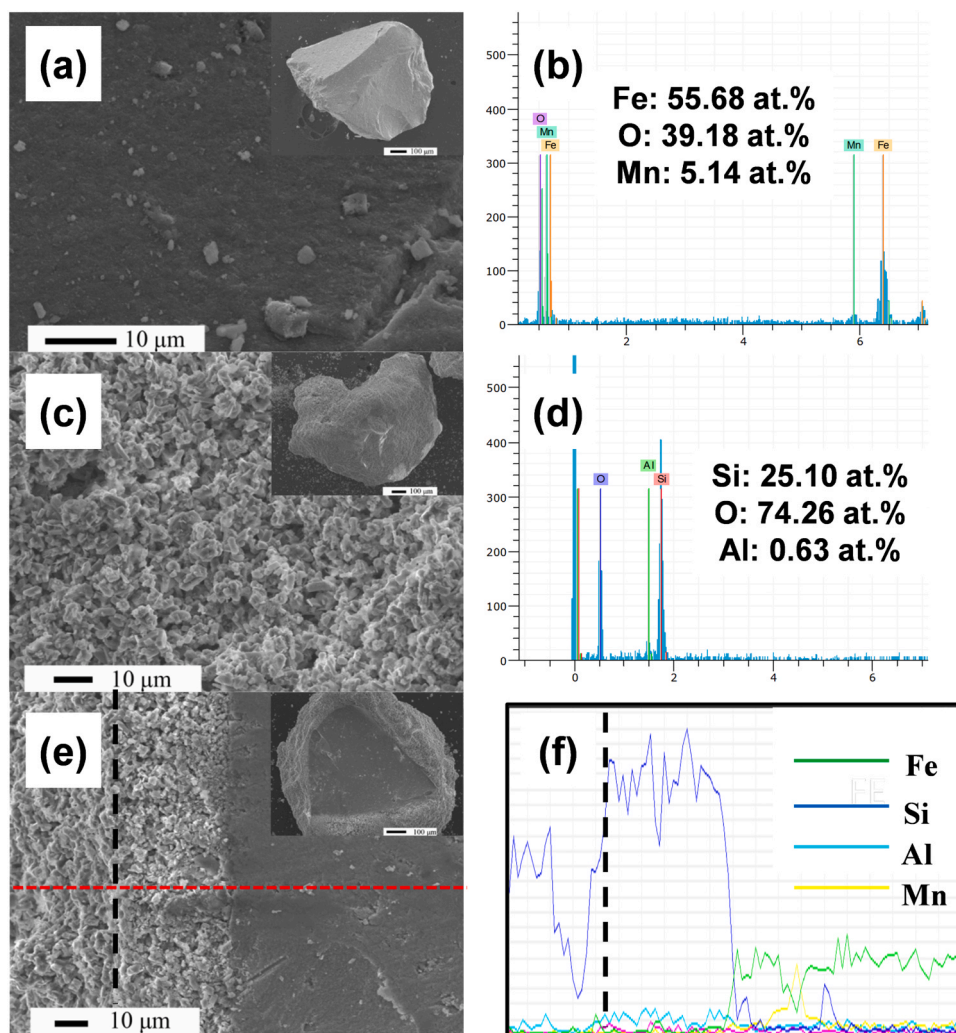 (a)
100 μm
10 μm
(b)
500
400
300
200
100
0
O
Mn
Fe
Mn
Fe
Fe: 55.68 at.%
O: 39.18 at.%
Mn: 5.14 at.%
2
4
6
(c)
100 μm
10 μm
(d)
500
400
300
200
100
0
O
Al
Si
Si: 25.10 at.%
O: 74.26 at.%
Al: 0.63 at.%
0
2
4
6
(e)
100 μm
10 μm
(f)
Fe
Si
Al
Mn